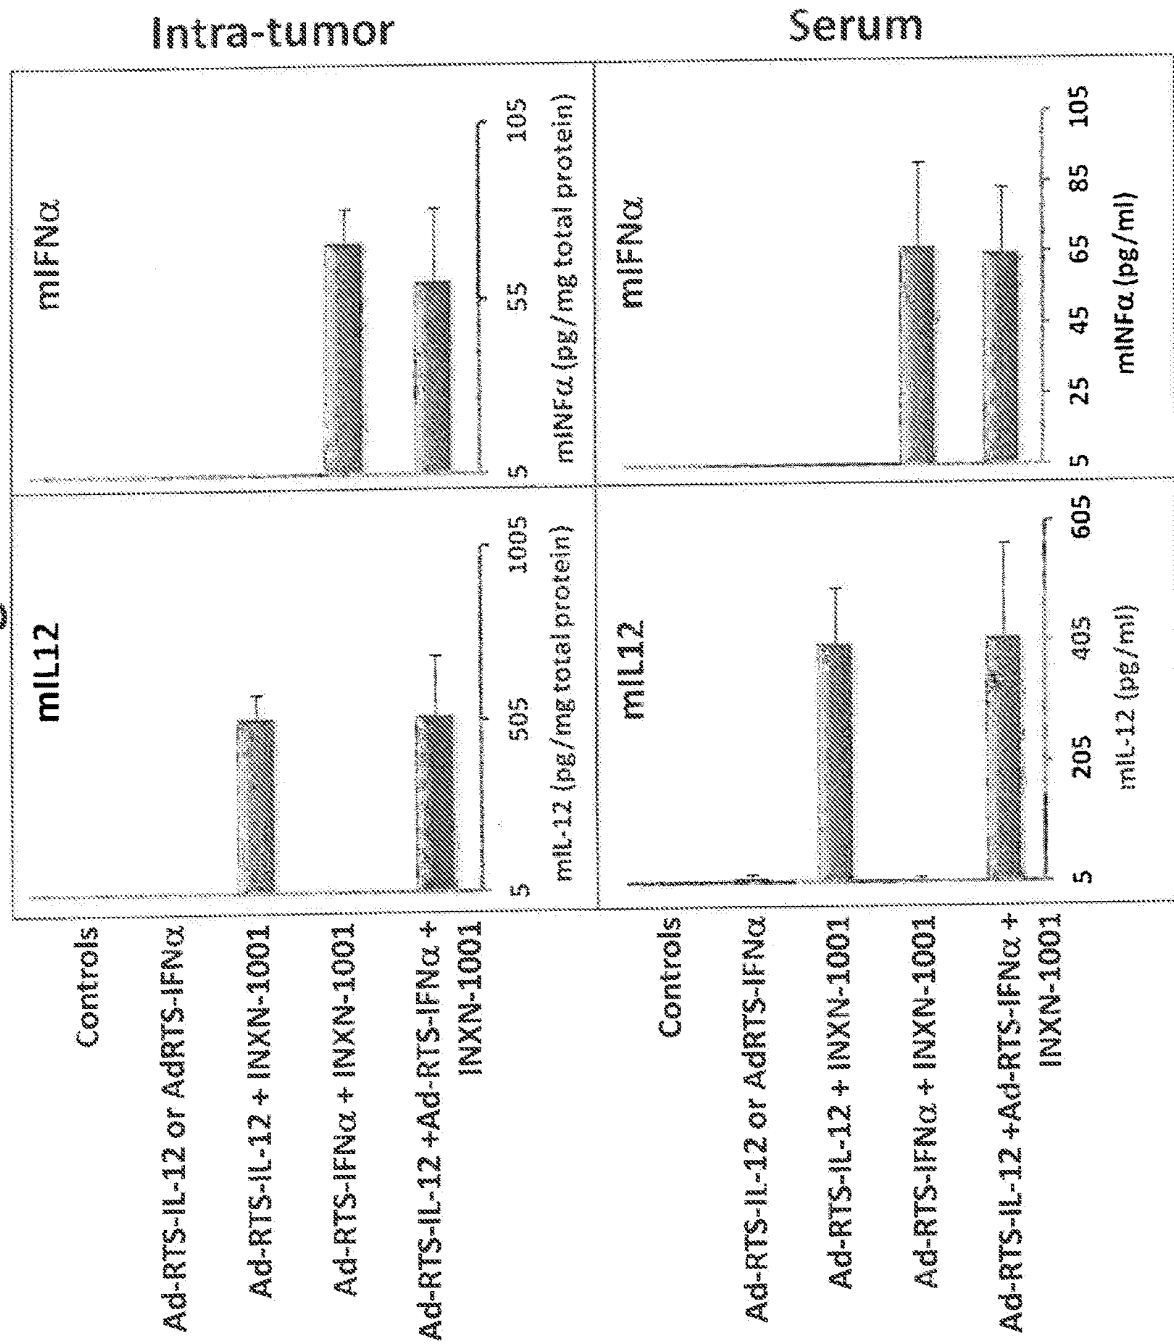 Intra-tumor
mIL12
mIFNα
Controls
Ad-RTS-IL-12 or AdRTS-IFNα
Ad-RTS-IL-12 + INXN-1001
Ad-RTS-IFNα + INXN-1001
Ad-RTS-IL-12 +Ad-RTS-IFNα +
INXN-1001
5
505
1005
mIL-12 (pg/mg total protein)
5
55
105
mINFα (pg/mg total protein)
Serum
mIL12
mIFNα
Controls
Ad-RTS-IL-12 or AdRTS-IFNα
Ad-RTS-IL-12 + INXN-1001
Ad-RTS-IFNα + INXN-1001
Ad-RTS-IL-12 +Ad-RTS-IFNα +
INXN-1001
5
205
405
605
mIL-12 (pg/ml)
5
25
45
65
85
105
mINFα (pg/ml)